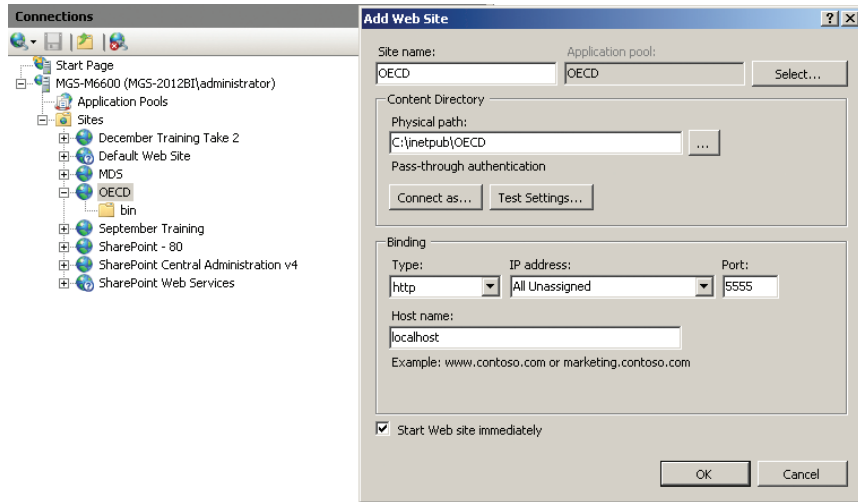 Connections
Start Page
MGS-M6600 (MGS-2012BI\administrator)
Application Pools
Sites
December Training Take 2
Default Web Site
MDS
OECD
bin
September Training
SharePoint - 80
SharePoint Central Administration v4
SharePoint Web Services
Add Web Site
Site name:
Application pool:
OECD
OECD
Select...
Content Directory
Physical path:
C:\inetpub\OECD
...
Pass-through authentication
Connect as...
Test Settings...
Binding
Type:
IP address:
Port:
http
All Unassigned
5555
Host name:
localhost
Example: www.contoso.com or marketing.contoso.com
Start Web site immediately
OK
Cancel